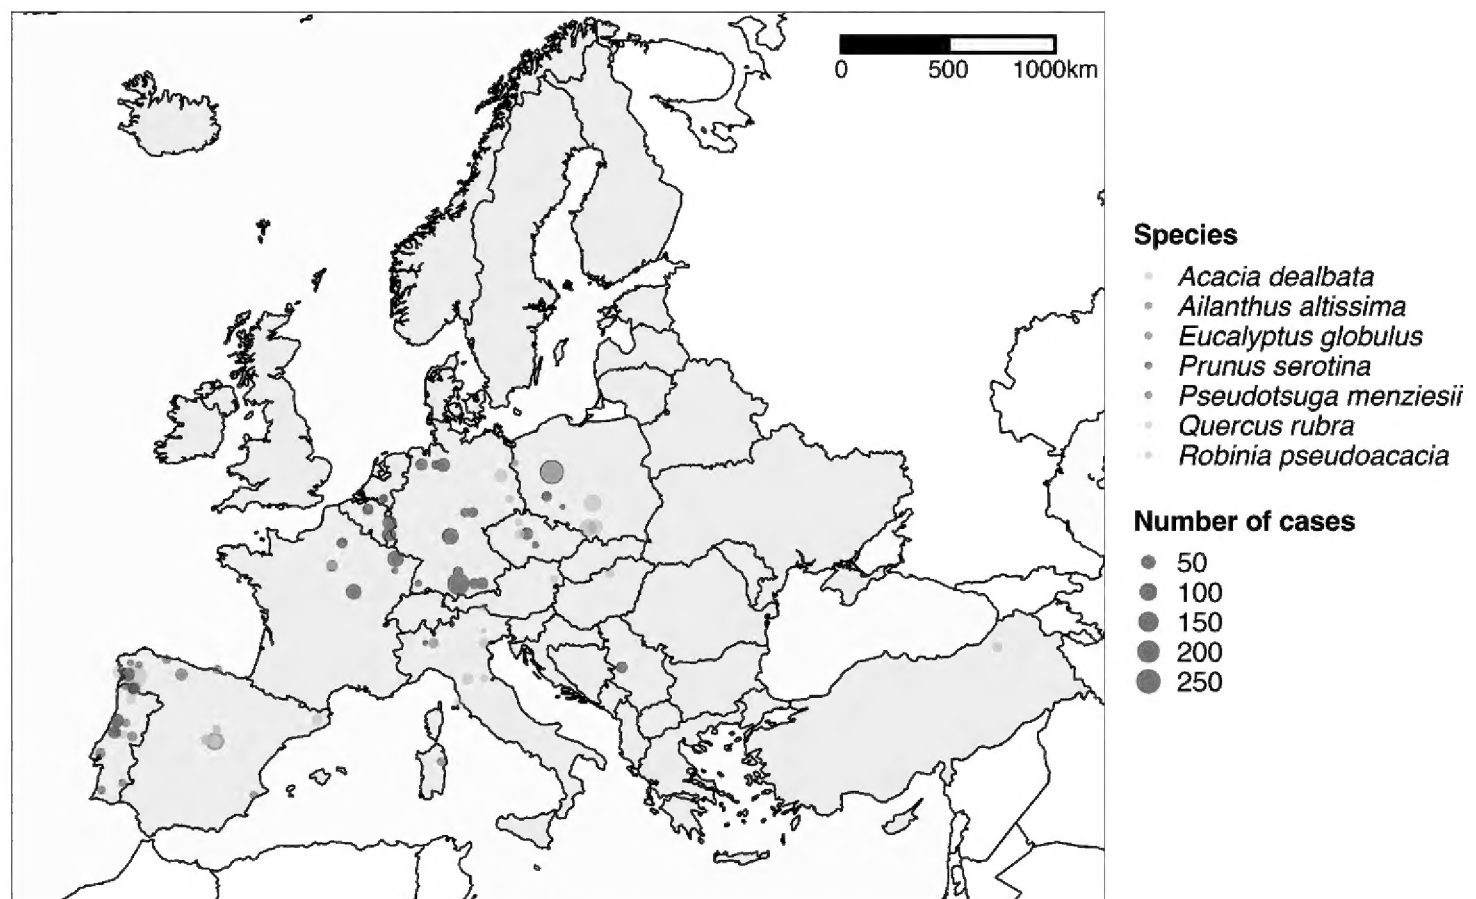 0 500 1000km
Species
Acacia dealbata
Ailanthus altissima
Eucalyptus globulus
Prunus serotina
Pseudotsuga menziesii
Quercus rubra
Robinia pseudoacacia
Number of cases
50
100
150
200
250